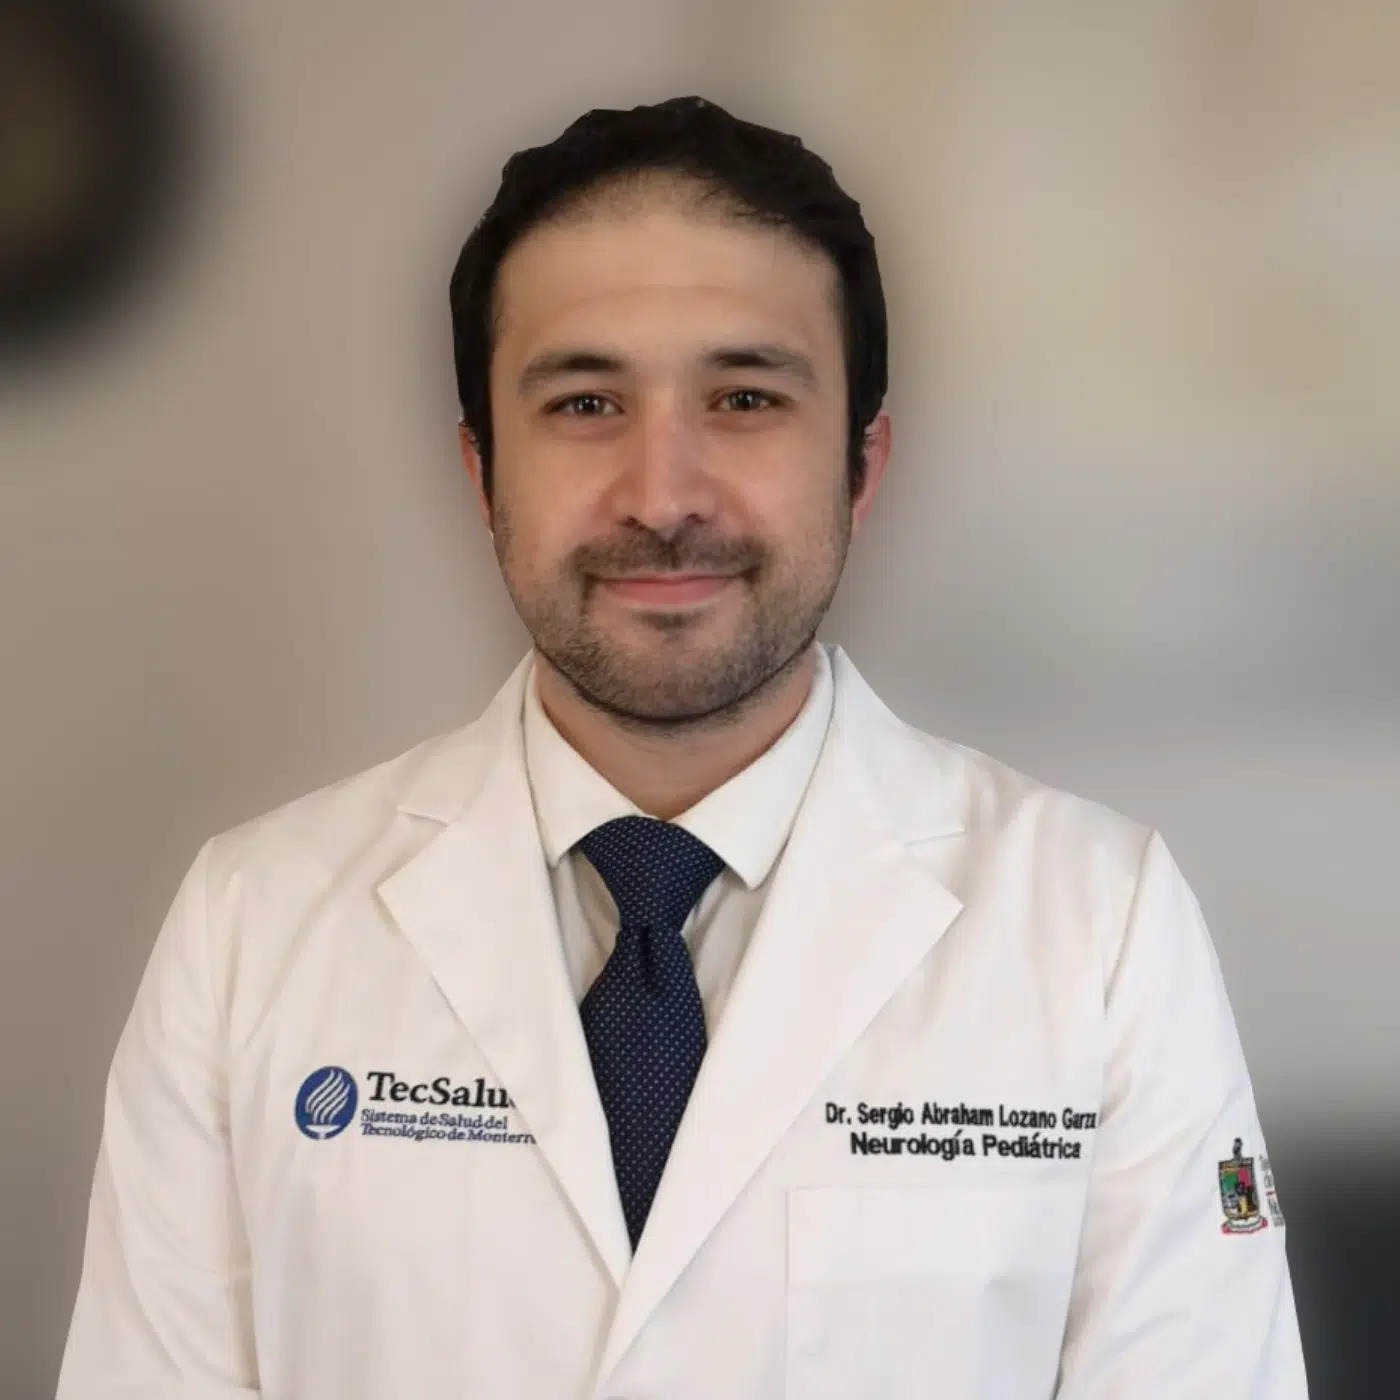 TecSalu
Sistema de Salud del
Tecnológico de Monterr
Dr. Sergio Abraham Lozano Garza
Neurología Pediátrica